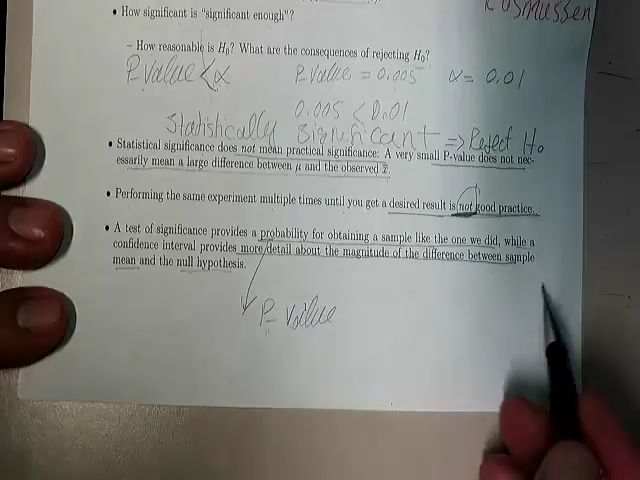 Rasmussen
• How significant is “significant enough”?
– How reasonable is H0? What are the consequences of rejecting H0?
P-value < α P-value = 0.005 α = 0.01
0.005 < 0.01
Statistically Significant => Reject H0
• Statistical significance does not mean practical significance: A very small P-value does not nec-
essarily mean a large difference between μ and the observed x̄.
• Performing the same experiment multiple times until you get a desired result is not good practice.
• A test of significance provides a probability for obtaining a sample like the one we did, while a
confidence interval provides more detail about the magnitude of the difference between sample
mean and the null hypothesis.
P-value